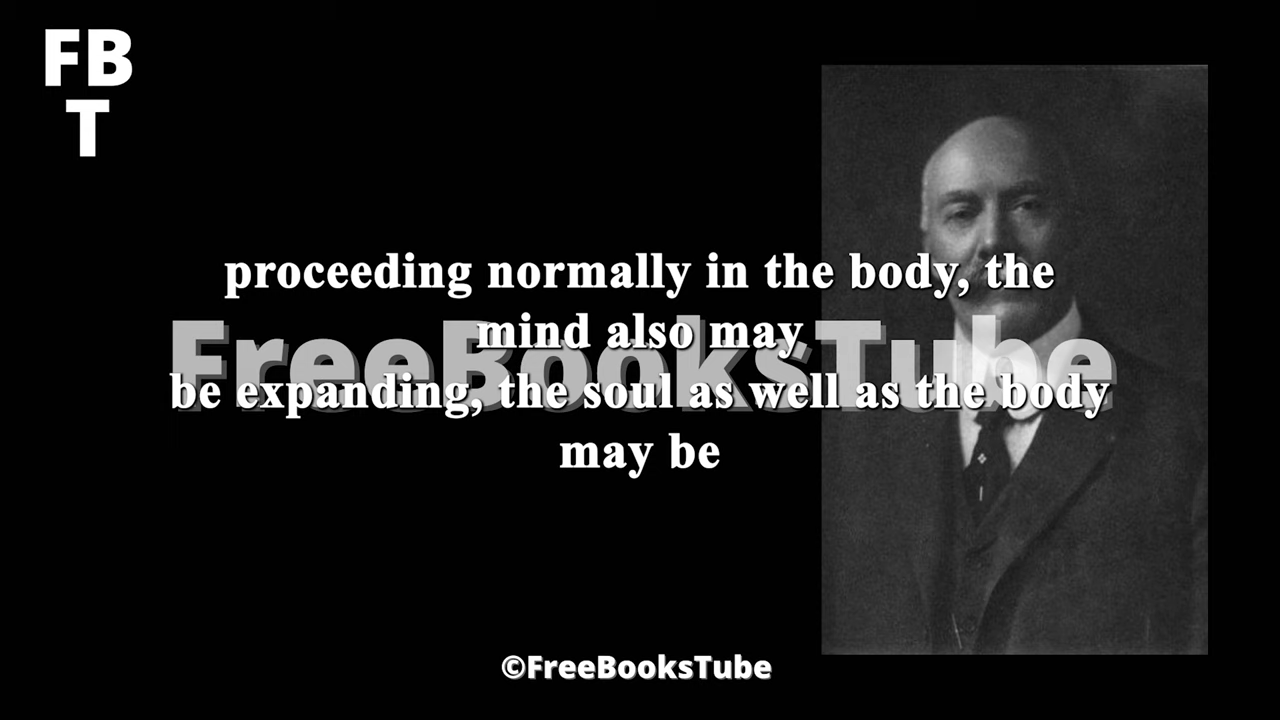 FB
T
proceeding normally in the body, the
mind also may
FreeBooksTube
be expanding, the soul as well as the body
may be
©FreeBooksTube